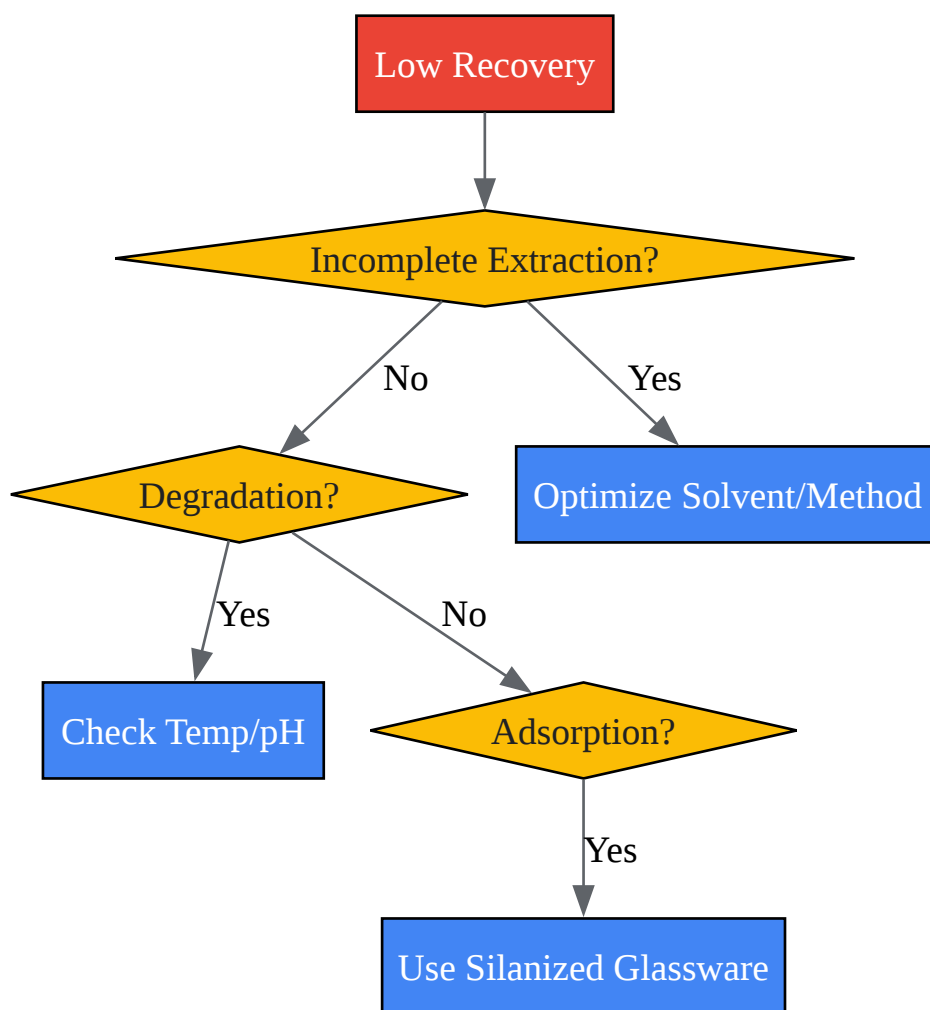 Low Recovery
Incomplete Extraction?
No
Yes
Degradation?
Optimize Solvent/Method
Yes
No
Check Temp/pH
Adsorption?
Yes
Use Silanized Glassware